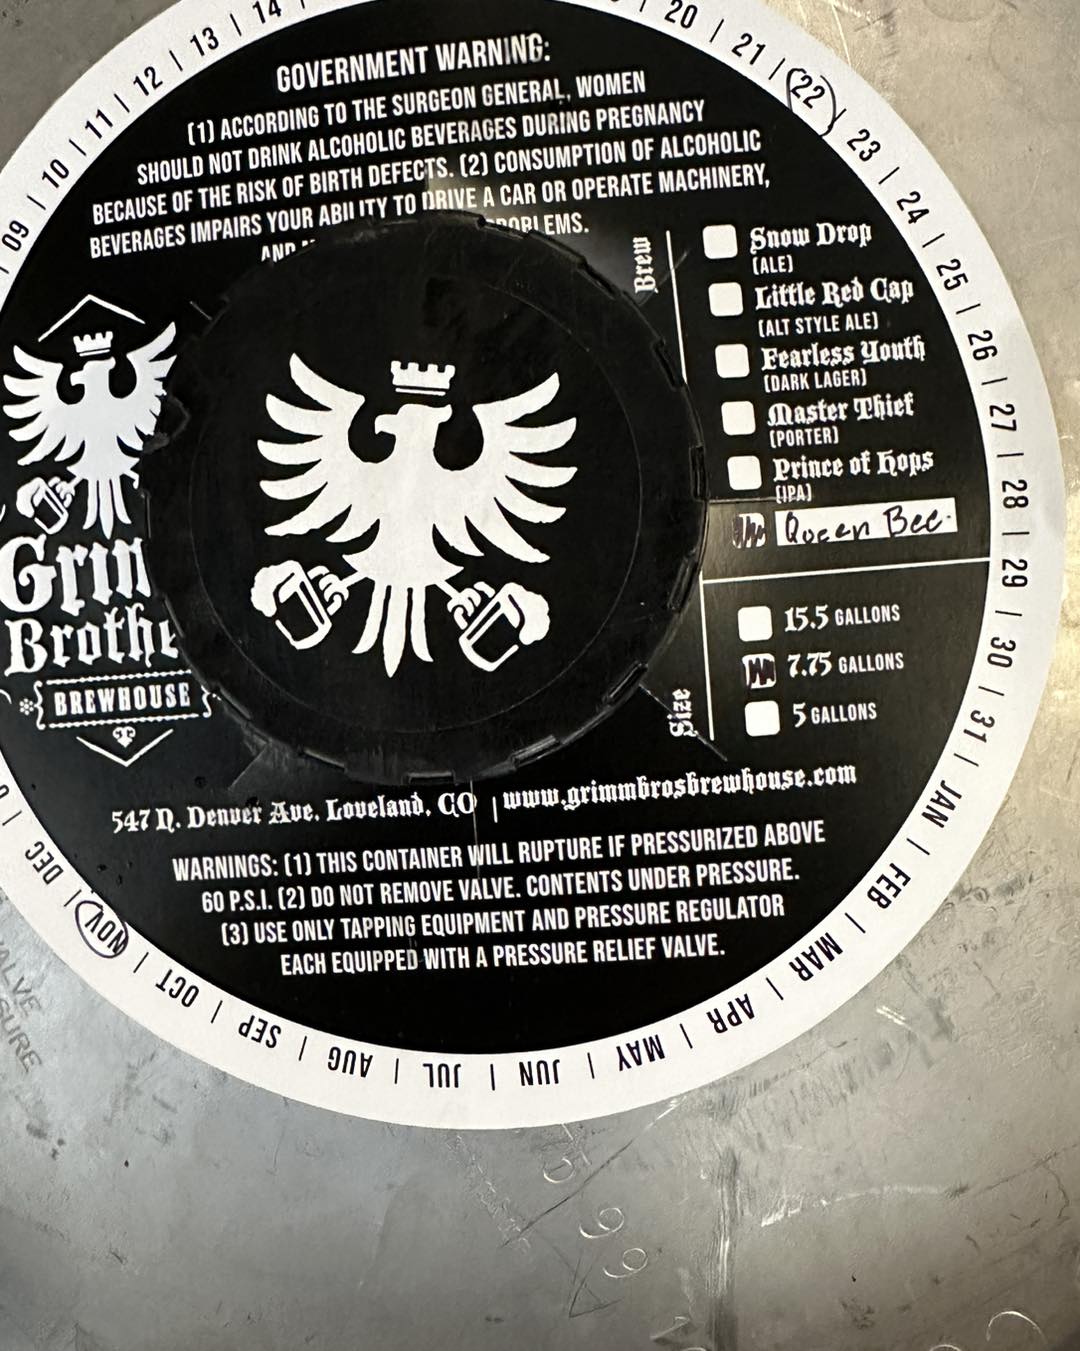 14
13
12
11
10
09
20
21
22
23
24
25
26
27
28
29
30
31
JAN
FEB
MAR
APR
MAY
JUN
JUL
AUG
SEP
OCT
NOV
DEC
GOVERNMENT WARNING:
(1) ACCORDING TO THE SURGEON GENERAL, WOMEN
SHOULD NOT DRINK ALCOHOLIC BEVERAGES DURING PREGNANCY
BECAUSE OF THE RISK OF BIRTH DEFECTS. (2) CONSUMPTION OF ALCOHOLIC
BEVERAGES IMPAIRS YOUR ABILITY TO DRIVE A CAR OR OPERATE MACHINERY,
AND PROBLEMS.
Brew
Snow Drop
(ALE)
Little Red Cap
(ALT STYLE ALE)
Fearless Youth
(DARK LAGER)
Master Thief
(PORTER)
Prince of Hops
(IPA)
Queen Bee.
Size
15.5 GALLONS
7.75 GALLONS
5 GALLONS
Grim
Brothe
BREWHOUSE
547 N. Denver Ave. Loveland, CO | www.grimmbrosbrewhouse.com
WARNINGS: (1) THIS CONTAINER WILL RUPTURE IF PRESSURIZED ABOVE
60 P.S.I. (2) DO NOT REMOVE VALVE. CONTENTS UNDER PRESSURE.
(3) USE ONLY TAPPING EQUIPMENT AND PRESSURE REGULATOR
EACH EQUIPPED WITH A PRESSURE RELIEF VALVE.